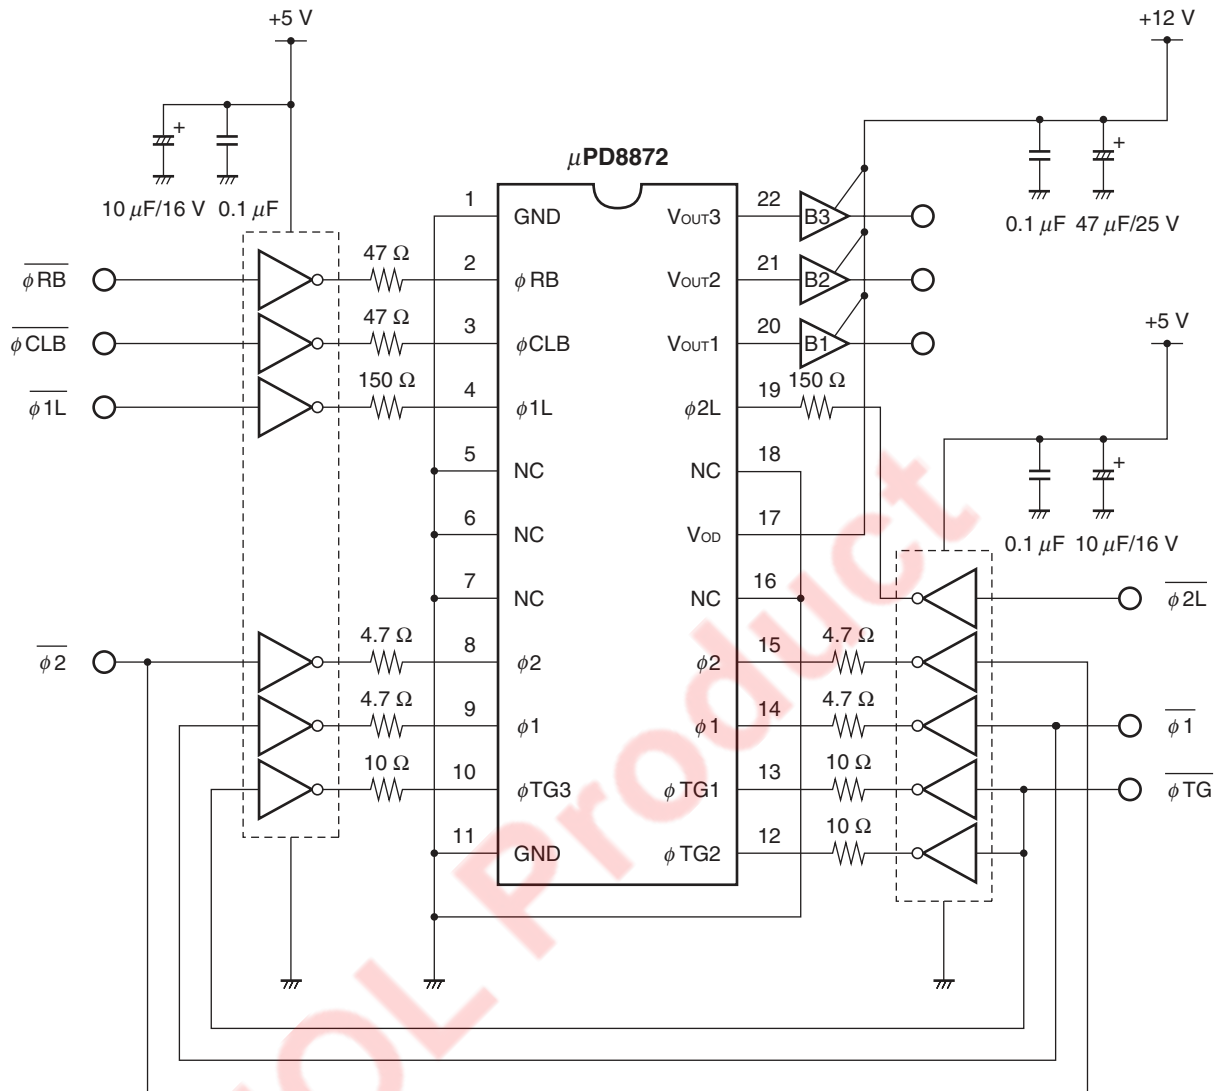 +5 V
+12 V
10 μF/16 V 0.1 μF
μPD8872
0.1 μF 47 μF/25 V
1 GND
VOUT3 22 B3
φRB 47 Ω 2 φRB
VOUT2 21 B2
φCLB 47 Ω 3 φCLB
VOUT1 20 B1
+5 V
φ1L 150 Ω 4 φ1L
φ2L 19 150 Ω
5 NC
NC 18
6 NC
VOD 17
0.1 μF 10 μF/16 V
7 NC
NC 16
φ2L
φ2 4.7 Ω 8 φ2
φ2 15 4.7 Ω
4.7 Ω 9 φ1
φ1 14 4.7 Ω φ1
10 Ω 10 φTG3
φTG1 13 10 Ω φTG
11 GND
φTG2 12 10 Ω
OL Product